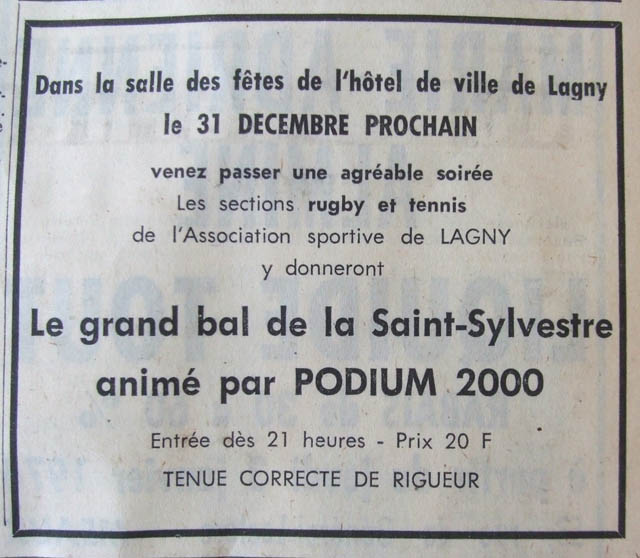 Dans la salle des fêtes de l'hôtel de ville de Lagny
le 31 DECEMBRE PROCHAIN
venez passer une agréable soirée
Les sections rugby et tennis
de l'Association sportive de LAGNY
y donneront
Le grand bal de la Saint-Sylvestre
animé par PODIUM 2000
Entrée dès 21 heures - Prix 20 F
TENUE CORRECTE DE RIGUEUR